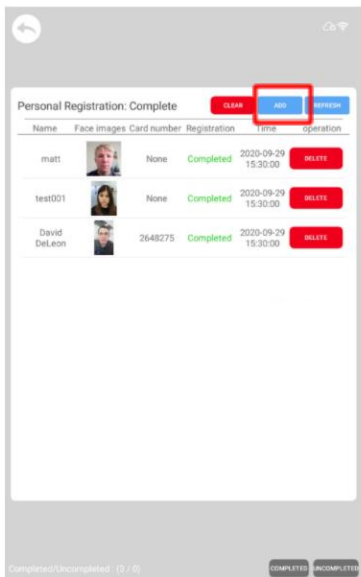 Personal Registration: Complete
CLEAR
ADD
REFRESH
Name Face images Card number Registration Time operation
matt None Completed 2020-09-29 15:30:00 DELETE
test001 None Completed 2020-09-29 15:30:00 DELETE
David DeLeon 2648275 Completed 2020-09-29 15:30:00 DELETE
Completed/Uncompleted : (3 / 0)
COMPLETED
UNCOMPLETED